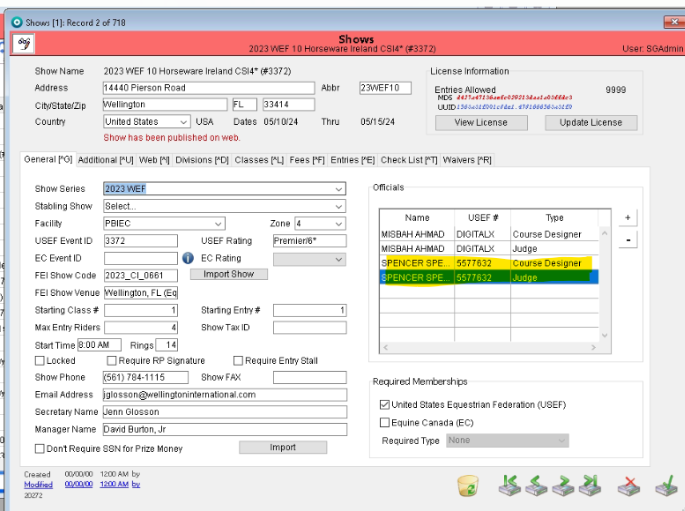 Shows [1]: Record 2 of 718
Shows
2023 WEF 10 Horseware Ireland CSI4* (#3372)
User: SGAdmin
Show Name 2023 WEF 10 Horseware Ireland CSI4* (#3372)
Address 14440 Pierson Road Abbr 23WEF10
City/State/Zip Wellington FL 33414
Country United States USA Dates 05/10/24 Thru 05/15/24
Show has been published on web.
License Information
Entries Allowed 9999
MD5
UUID
View License Update License
General [^G] Additional [^U] Web [^I] Divisions [^D] Classes [^L] Fees [^F] Entries [^E] Check List [^T] Waivers [^R]
Show Series 2023 WEF
Stabling Show Select...
Facility PBIEC Zone 4
USEF Event ID 3372 USEF Rating Premier/6*
EC Event ID EC Rating
FEI Show Code 2023_CI_0661 Import Show
FEI Show Venue Wellington, FL (Eq
Starting Class # 1 Starting Entry # 1
Max Entry Riders 4 Show Tax ID
Start Time 8:00 AM Rings 14
Locked Require RP Signature Require Entry Stall
Show Phone (561) 784-1115 Show FAX
Email Address jglosson@wellingtoninternational.com
Secretary Name Jenn Glosson
Manager Name David Burton, Jr
Don't Require SSN for Prize Money Import
Officials
Name USEF # Type
MISBAH AHMAD DIGITALX Course Designer
MISBAH AHMAD DIGITALX Judge
SPENCER SPE... 5577632 Course Designer
SPENCER SPE... 5577632 Judge
+
-
Required Memberships
United States Equestrian Federation (USEF)
Equine Canada (EC)
Required Type None
Created 00/00/00 12:00 AM by
Modified 00/00/00 12:00 AM by
20272